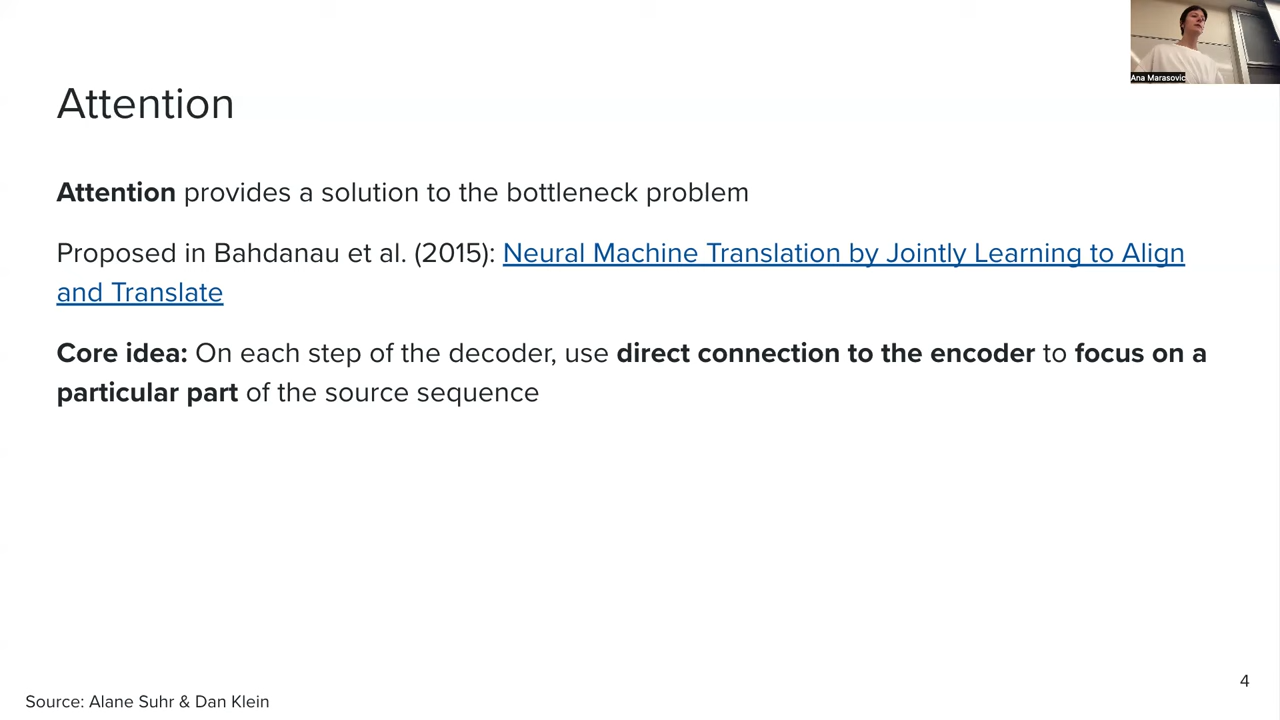 Ana Marasovic
Attention
Attention provides a solution to the bottleneck problem
Proposed in Bahdanau et al. (2015): Neural Machine Translation by Jointly Learning to Align
and Translate
Core idea: On each step of the decoder, use direct connection to the encoder to focus on a
particular part of the source sequence
4
Source: Alane Suhr & Dan Klein